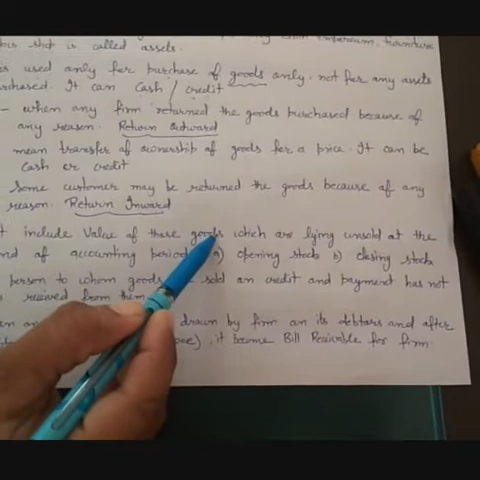 this shop is called assets.
is used only for purchase of goods only. not for any assets
purchased. It can Cash / credit
- when any firm returned the goods purchased because of
any reason. Return outward
mean transfer of ownership of goods for a price. It can be
Cash or credit
Some customer may be returned the goods because of any
reason. Return Inward
include Value of those goods which are lying unsold at the
end of accounting period a) opening stock b) closing stock
person to whom goods sold on credit and payment has not
received from them
drawn by firm on its debtors and after
it become Bill Receivable for firm.